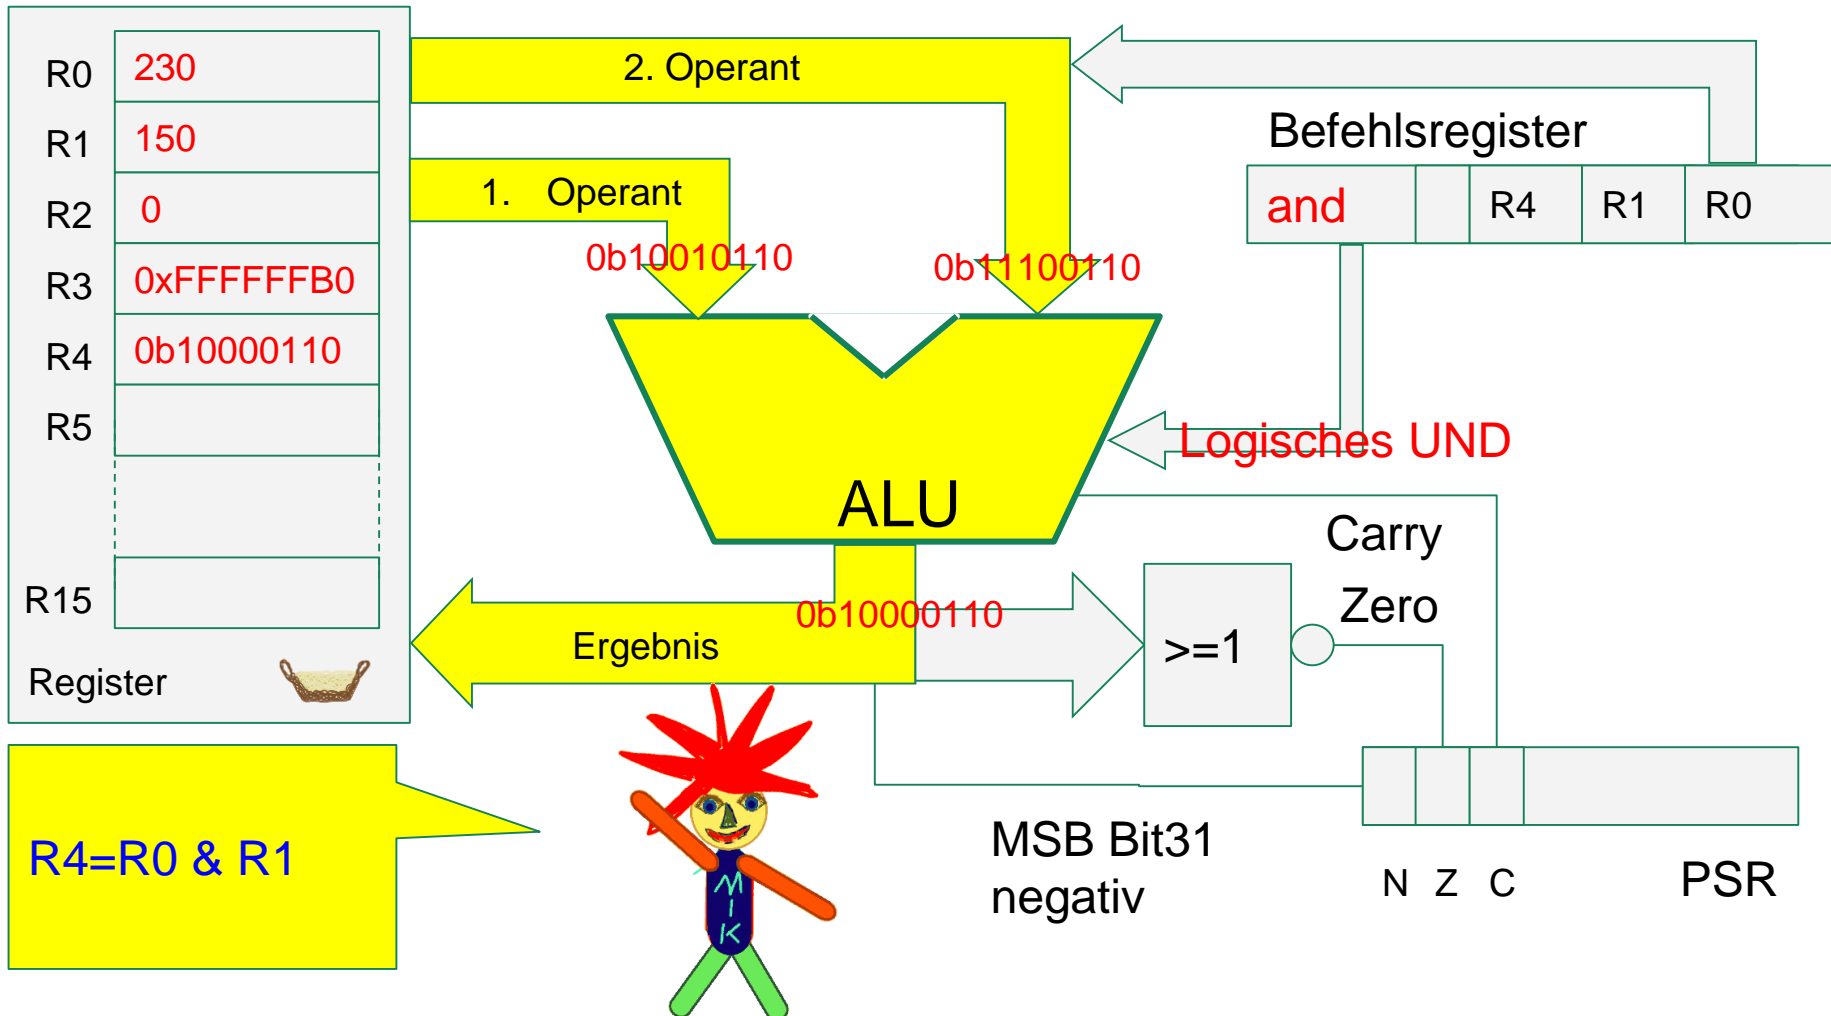 R0 230
R1 150
R2 0
R3 0xFFFFFFB0
R4 0b10000110
R5
R15
Register
2. Operant
1. Operant
0b10010110
0b11100110
Befehlsregister
and R4 R1 R0
Logisches UND
ALU
Carry
Zero
0b10000110
Ergebnis
>=1
R4=R0 & R1
MIK
MSB Bit31
negativ
N Z C PSR